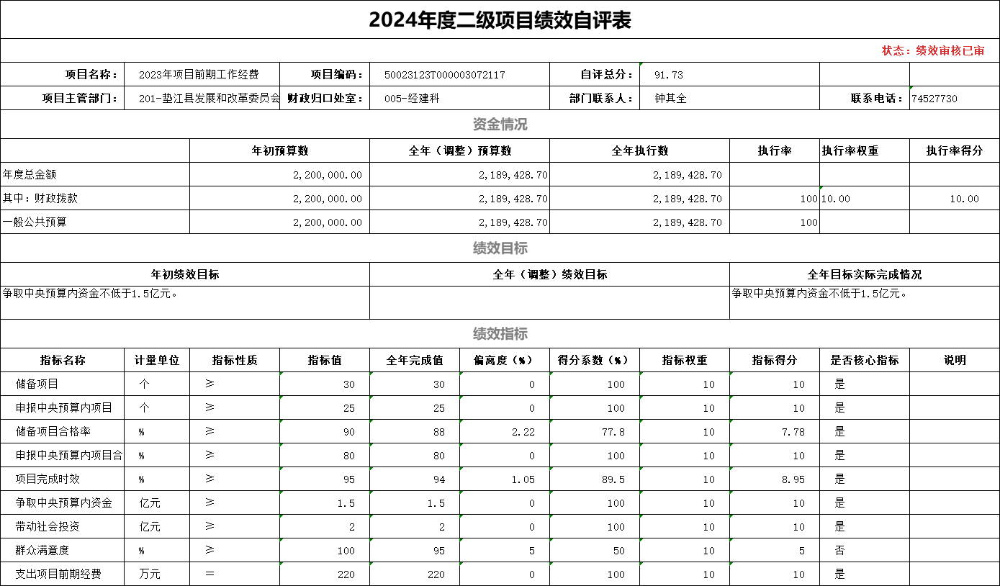 2024年度二级项目绩效自评表
状态：绩效审核已审
项目名称： 2023年项目前期工作经费 项目编码： 50023123T000003072117 自评总分： 91.73
项目主管部门： 201-垫江县发展和改革委员会 财政归口处室： 005-经建科 部门联系人： 钟其全 联系电话： 74527730
资金情况
年初预算数 全年（调整）预算数 全年执行数 执行率 执行率权重 执行率得分
年度总金额 2,200,000.00 2,189,428.70 2,189,428.70
其中：财政拨款 2,200,000.00 2,189,428.70 2,189,428.70 100 10.00 10.00
一般公共预算 2,200,000.00 2,189,428.70 2,189,428.70 100
绩效目标
年初绩效目标 全年（调整）绩效目标 全年目标实际完成情况
争取中央预算内资金不低于1.5亿元。 争取中央预算内资金不低于1.5亿元。
绩效指标
指标名称 计量单位 指标性质 指标值 全年完成值 偏离度（%） 得分系数（%） 指标权重 指标得分 是否核心指标 说明
储备项目 个 ≥ 30 30 0 100 10 10 是
申报中央预算内项目 个 ≥ 25 25 0 100 10 10 是
储备项目合格率 % ≥ 90 88 2.22 77.8 10 7.78 是
申报中央预算内项目合 % ≥ 80 80 0 100 10 10 是
项目完成时效 % ≥ 95 94 1.05 89.5 10 8.95 是
争取中央预算内资金 亿元 ≥ 1.5 1.5 0 100 10 10 是
带动社会投资 亿元 ≥ 2 2 0 100 10 10 是
群众满意度 % ≥ 100 95 5 50 10 5 否
支出项目前期经费 万元 ＝ 220 220 0 100 10 10 是